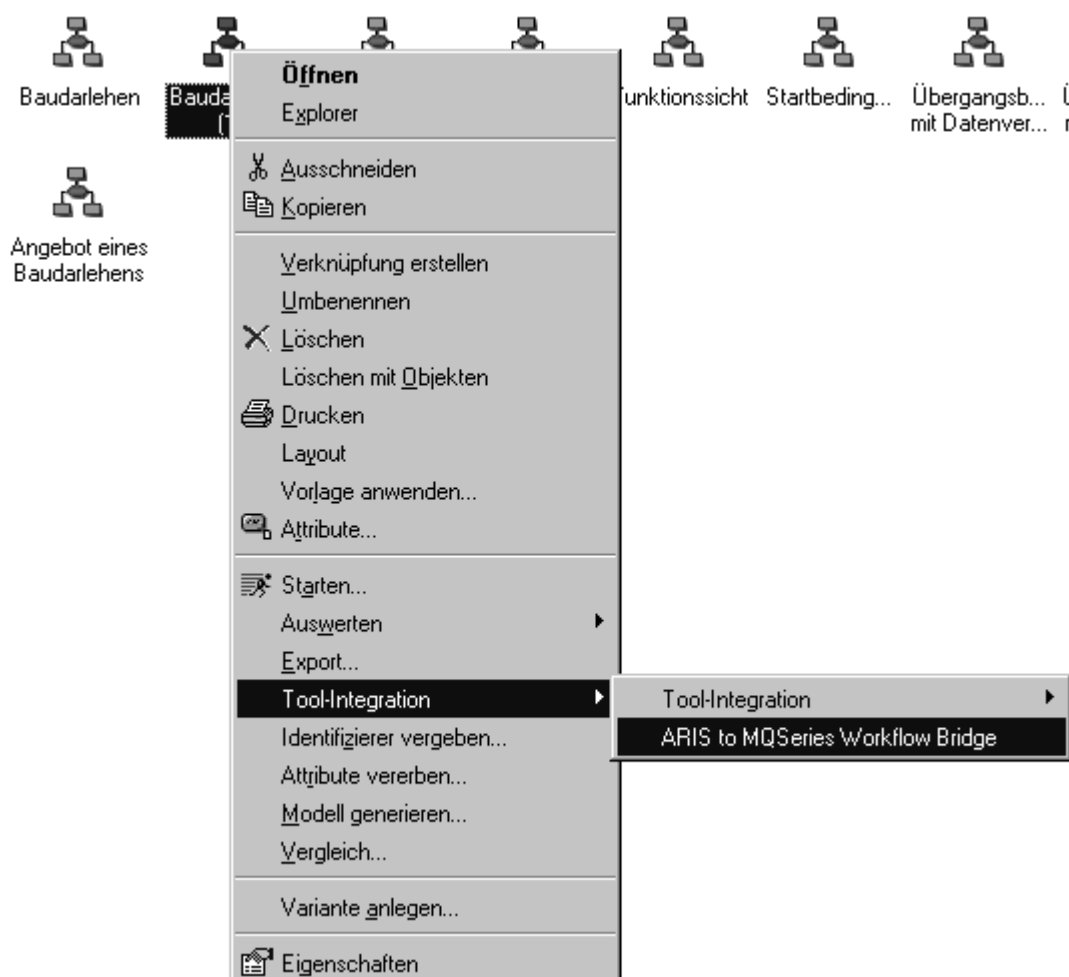 Baudarlehen
Bauda
Öffnen
unktionssicht
Startbeding...
Übergangsb...
mit Datenver...
Explorer
Angebot eines
Baudarlehens
Ausschneiden
Kopieren
Verknüpfung erstellen
Umbenennen
Löschen
Löschen mit Objekten
Drucken
Layout
Vorlage anwenden...
Attribute...
Starten...
Auswerten
Export...
Tool-Integration
Tool-Integration
ARIS to MQSeries Workflow Bridge
Identifizierer vergeben...
Attribute vererben...
Modell generieren...
Vergleich...
Variante anlegen...
Eigenschaften